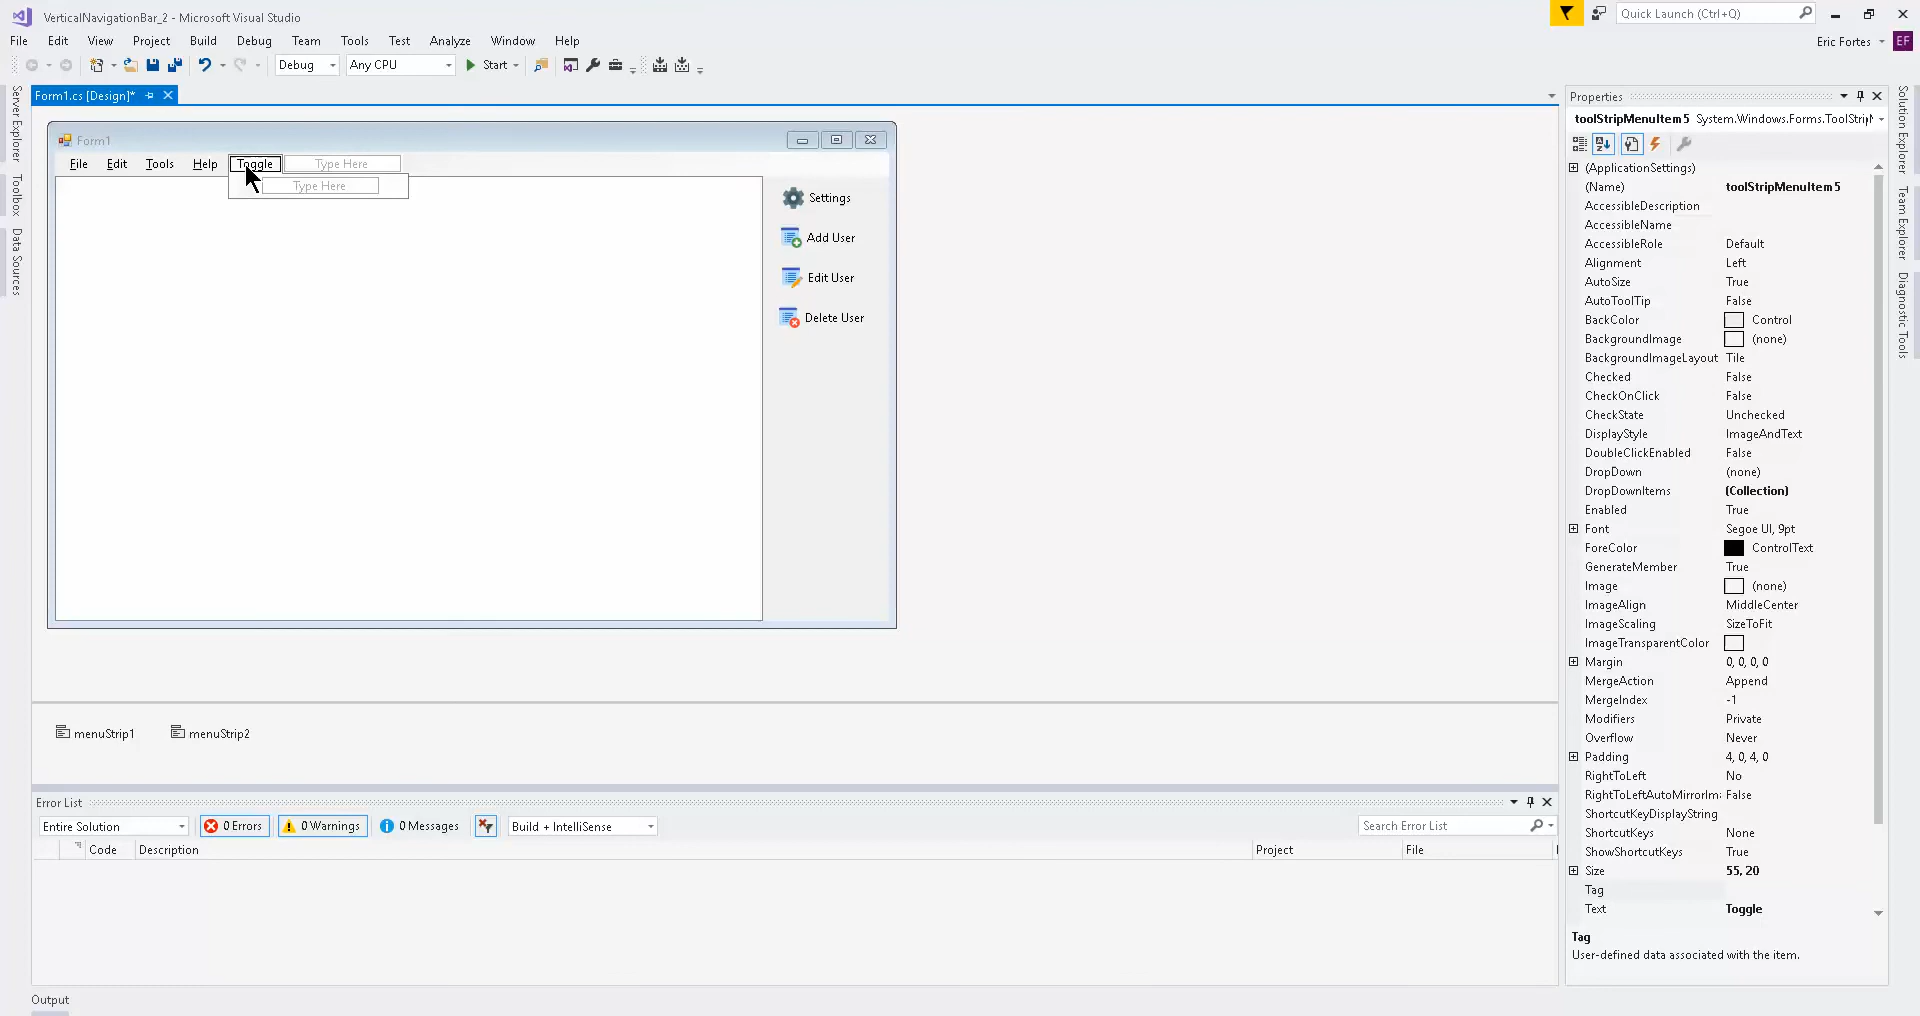 VerticalNavigationBar_2 - Microsoft Visual Studio
Quick Launch (Ctrl+Q)
File Edit View Project Build Debug Team Tools Test Analyze Window Help
Eric Fortes EF
Debug Any CPU Start
Server Explorer
Toolbox
Data Sources
Form1.cs [Design]*
Form1
File Edit Tools Help Toggle Type Here
Type Here
Settings
Add User
Edit User
Delete User
menuStrip1 menuStrip2
Error List
Entire Solution 0 Errors 0 Warnings 0 Messages Build + IntelliSense Search Error List
Code Description Project File
Output
Properties
toolStripMenuItem5 System.Windows.Forms.ToolStrip
(ApplicationSettings)
(Name) toolStripMenuItem5
AccessibleDescription
AccessibleName
AccessibleRole Default
Alignment Left
AutoSize True
AutoToolTip False
BackColor Control
BackgroundImage (none)
BackgroundImageLayout Tile
Checked False
CheckOnClick False
CheckState Unchecked
DisplayStyle ImageAndText
DoubleClickEnabled False
DropDown (none)
DropDownItems (Collection)
Enabled True
Font Segoe UI, 9pt
ForeColor ControlText
GenerateMember True
Image (none)
ImageAlign MiddleCenter
ImageScaling SizeToFit
ImageTransparentColor
Margin 0, 0, 0, 0
MergeAction Append
MergeIndex -1
Modifiers Private
Overflow Never
Padding 4, 0, 4, 0
RightToLeft No
RightToLeftAutoMirrorIm: False
ShortcutKeyDisplayString
ShortcutKeys None
ShowShortcutKeys True
Size 55, 20
Tag
Text Toggle
Tag
User-defined data associated with the item.
Solution Explorer
Team Explorer
Diagnostic Tools